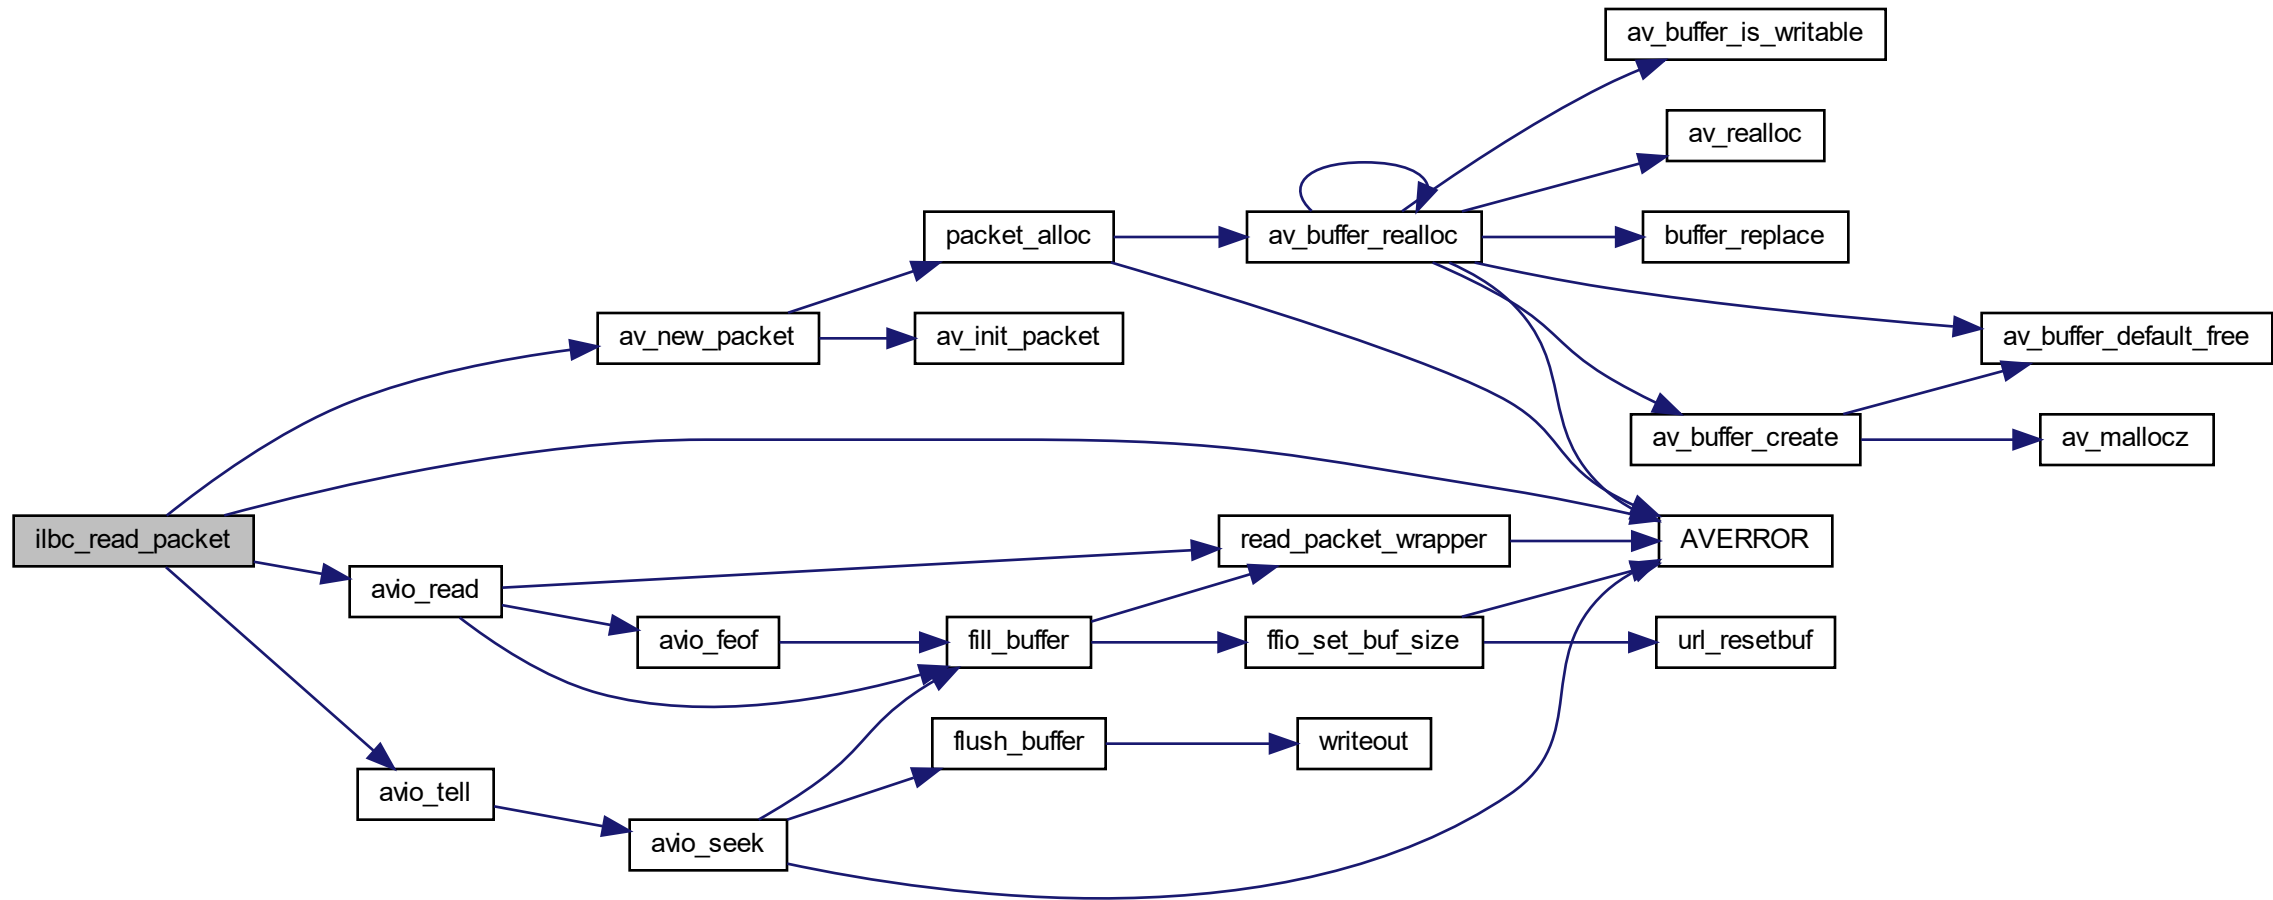 av_buffer_is_writable
av_realloc
packet_alloc
av_buffer_realloc
buffer_replace
av_new_packet
av_init_packet
av_buffer_default_free
av_buffer_create
av_mallocz
ilbc_read_packet
read_packet_wrapper
AVERROR
avio_read
avio_feof
fill_buffer
ffio_set_buf_size
url_resetbuf
flush_buffer
writeout
avio_tell
avio_seek